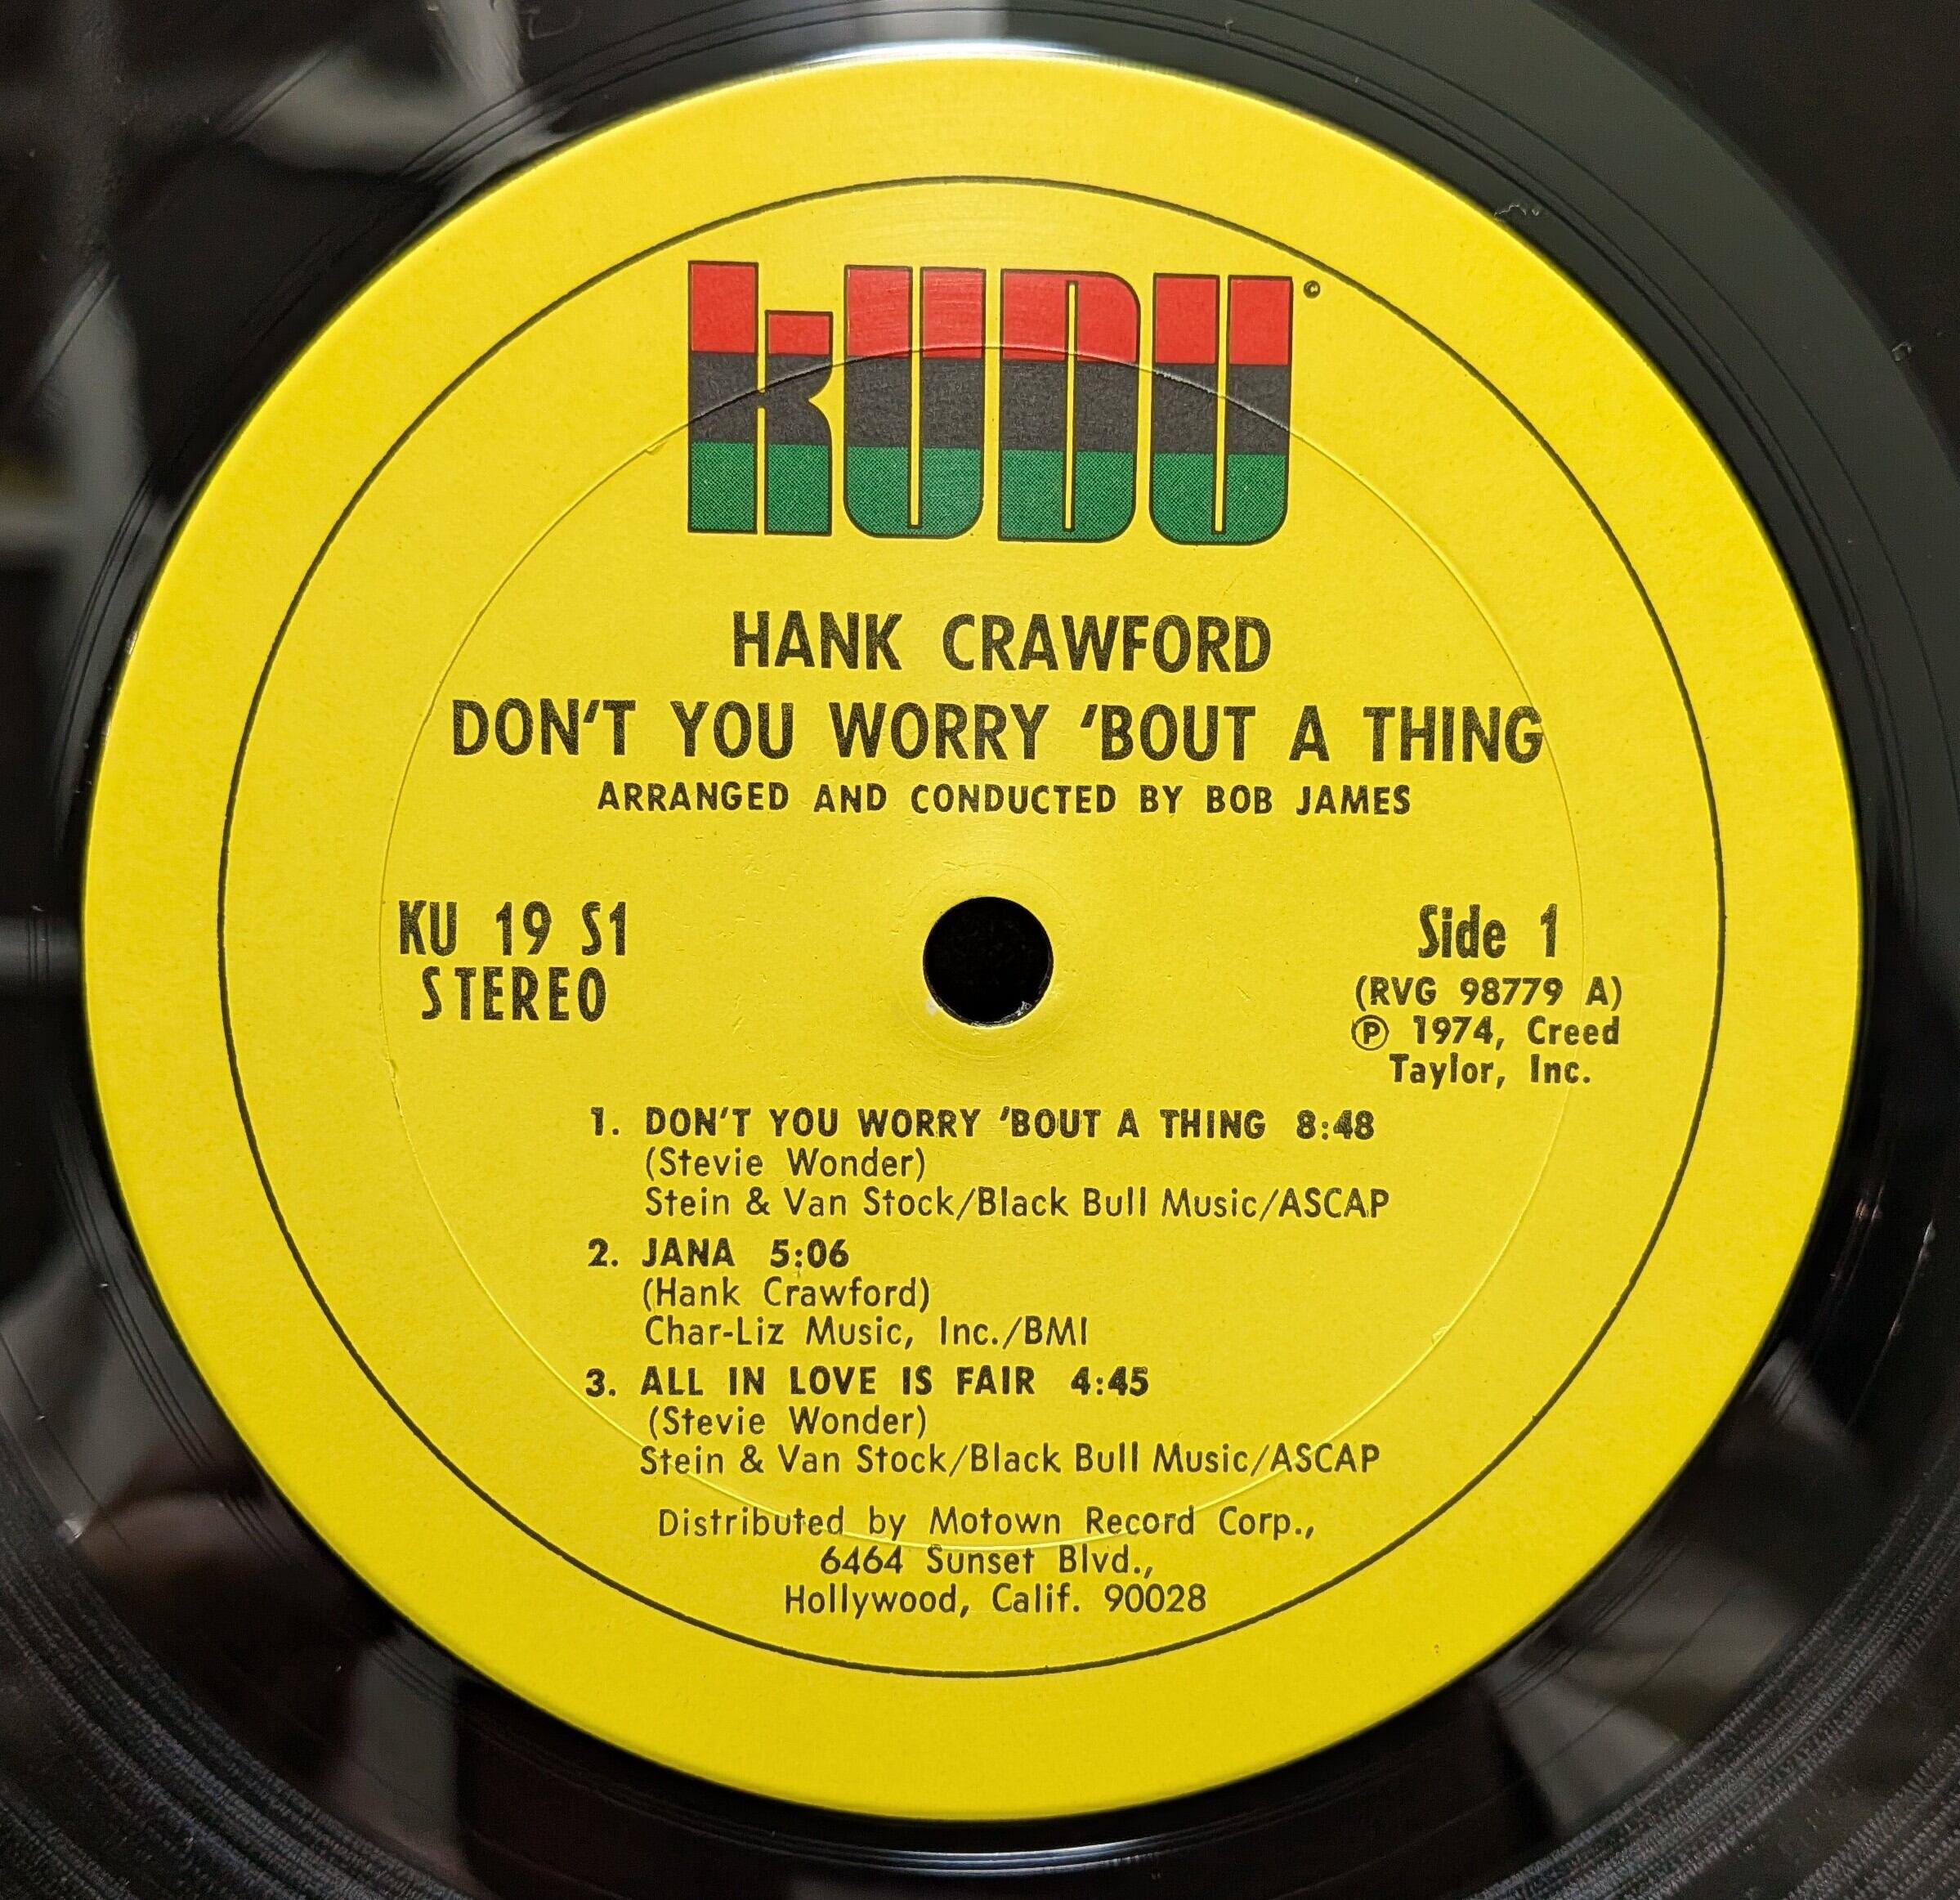 kUDU ©
HANK CRAWFORD
DON'T YOU WORRY 'BOUT A THING
ARRANGED AND CONDUCTED BY BOB JAMES
KU 19 S1
STEREO
Side 1
(RVG 98779 A)
℗ 1974, Creed
Taylor, Inc.
1. DON'T YOU WORRY 'BOUT A THING 8:48
(Stevie Wonder)
Stein & Van Stock/Black Bull Music/ASCAP
2. JANA 5:06
(Hank Crawford)
Char-Liz Music, Inc./BMI
3. ALL IN LOVE IS FAIR 4:45
(Stevie Wonder)
Stein & Van Stock/Black Bull Music/ASCAP
Distributed by Motown Record Corp.,
6464 Sunset Blvd.,
Hollywood, Calif. 90028